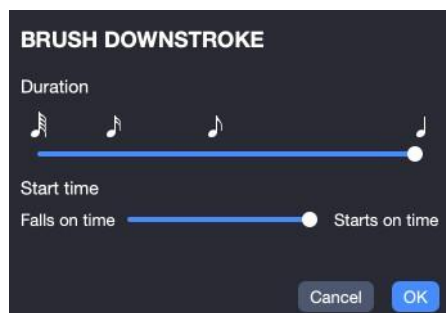 BRUSH DOWNSTROKE
Duration
Start time
Falls on time Starts on time
Cancel OK